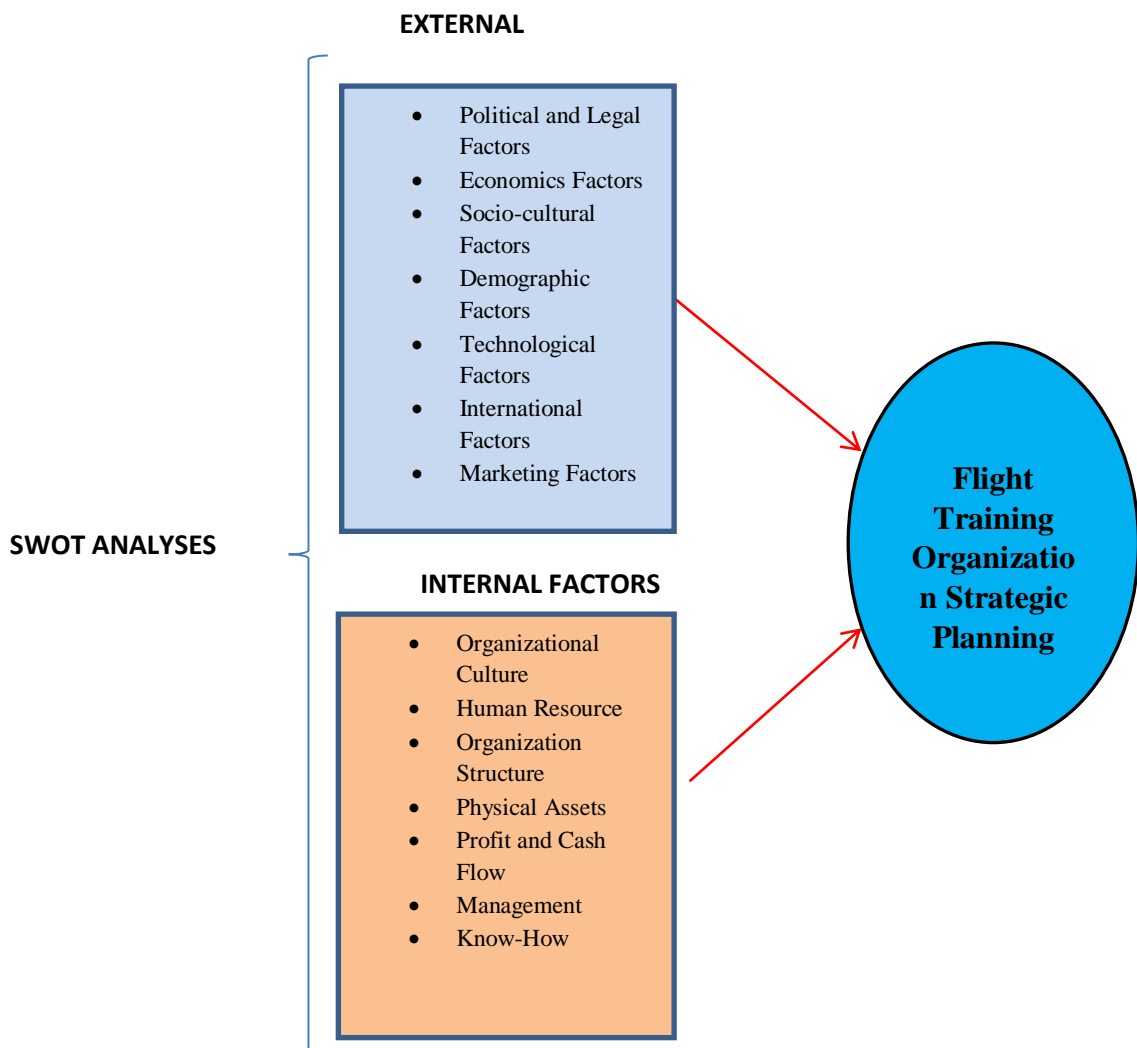 EXTERNAL
• Political and Legal
Factors
• Economics Factors
• Socio-cultural
Factors
• Demographic
Factors
• Technological
Factors
• International
Factors
• Marketing Factors
SWOT ANALYSES
INTERNAL FACTORS
• Organizational
Culture
• Human Resource
• Organization
Structure
• Physical Assets
• Profit and Cash
Flow
• Management
• Know-How
Flight
Training
Organizatio
n Strategic
Planning